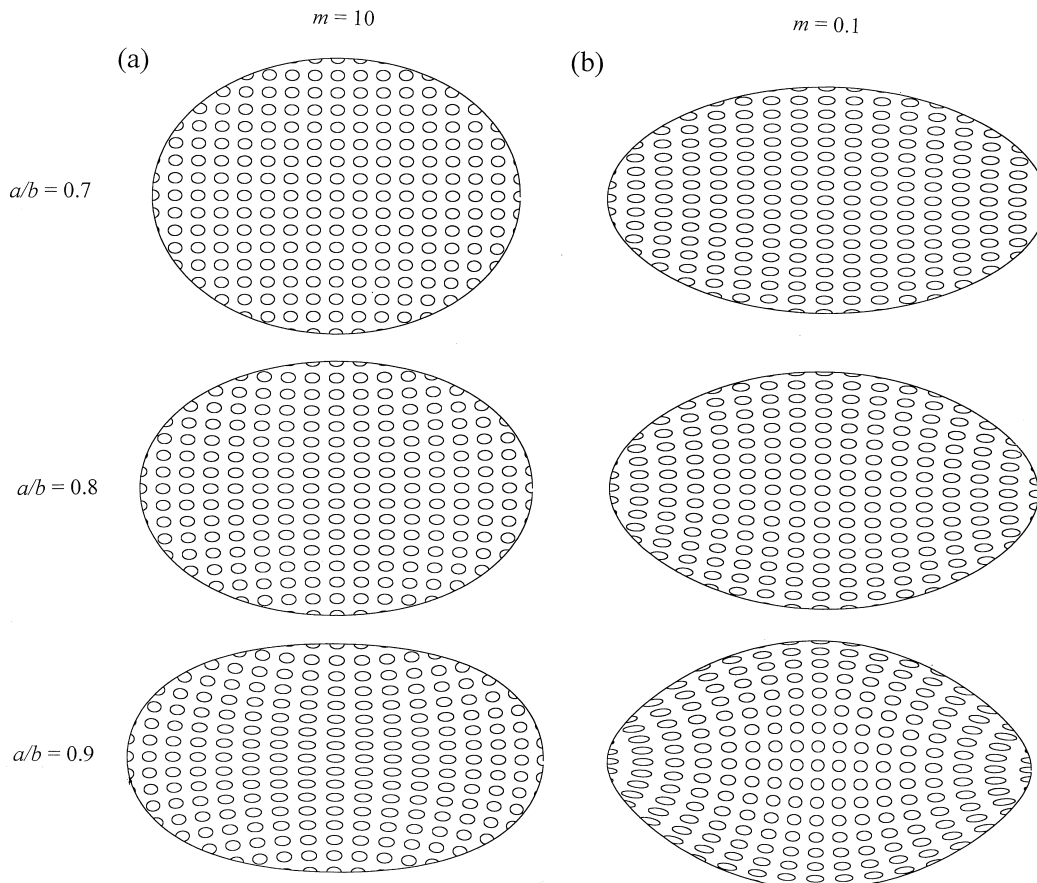 m = 10
m = 0.1
(a)
(b)
a/b = 0.7
a/b = 0.8
a/b = 0.9